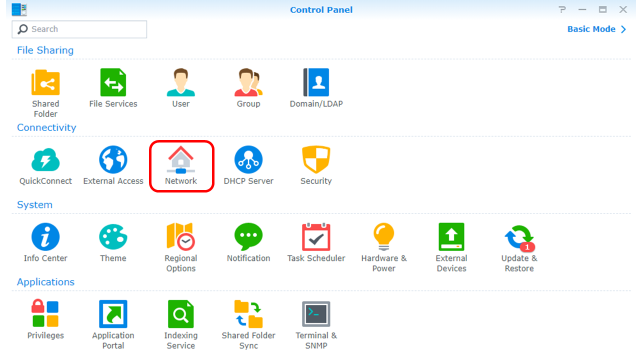 Control Panel
Search
Basic Mode
File Sharing
Shared Folder
File Services
User
Group
Domain/LDAP
Connectivity
QuickConnect
External Access
Network
DHCP Server
Security
System
Info Center
Theme
Regional Options
Notification
Task Scheduler
Hardware & Power
External Devices
Update & Restore
1
Applications
Privileges
Application Portal
Indexing Service
Shared Folder Sync
Terminal & SNMP